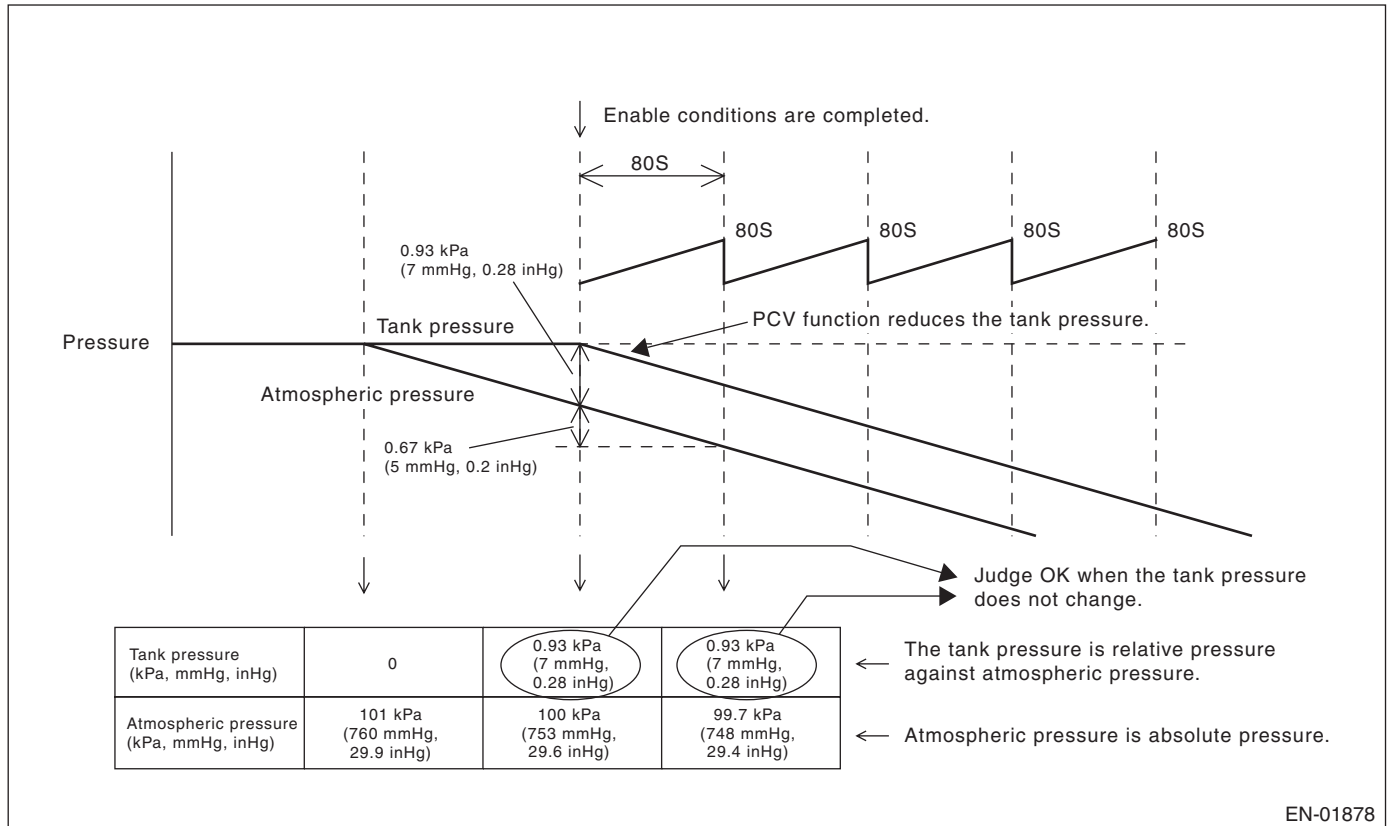 Enable conditions are completed.
80S
80S
80S
80S
80S
0.93 kPa
(7 mmHg, 0.28 inHg)
Tank pressure
PCV function reduces the tank pressure.
Pressure
Atmospheric pressure
0.67 kPa
(5 mmHg, 0.2 inHg)
Judge OK when the tank pressure
does not change.
Tank pressure
(kPa, mmHg, inHg)
0
0.93 kPa
(7 mmHg,
0.28 inHg)
0.93 kPa
(7 mmHg,
0.28 inHg)
The tank pressure is relative pressure
against atmospheric pressure.
Atmospheric pressure
(kPa, mmHg, inHg)
101 kPa
(760 mmHg,
29.9 inHg)
100 kPa
(753 mmHg,
29.6 inHg)
99.7 kPa
(748 mmHg,
29.4 inHg)
Atmospheric pressure is absolute pressure.
EN-01878